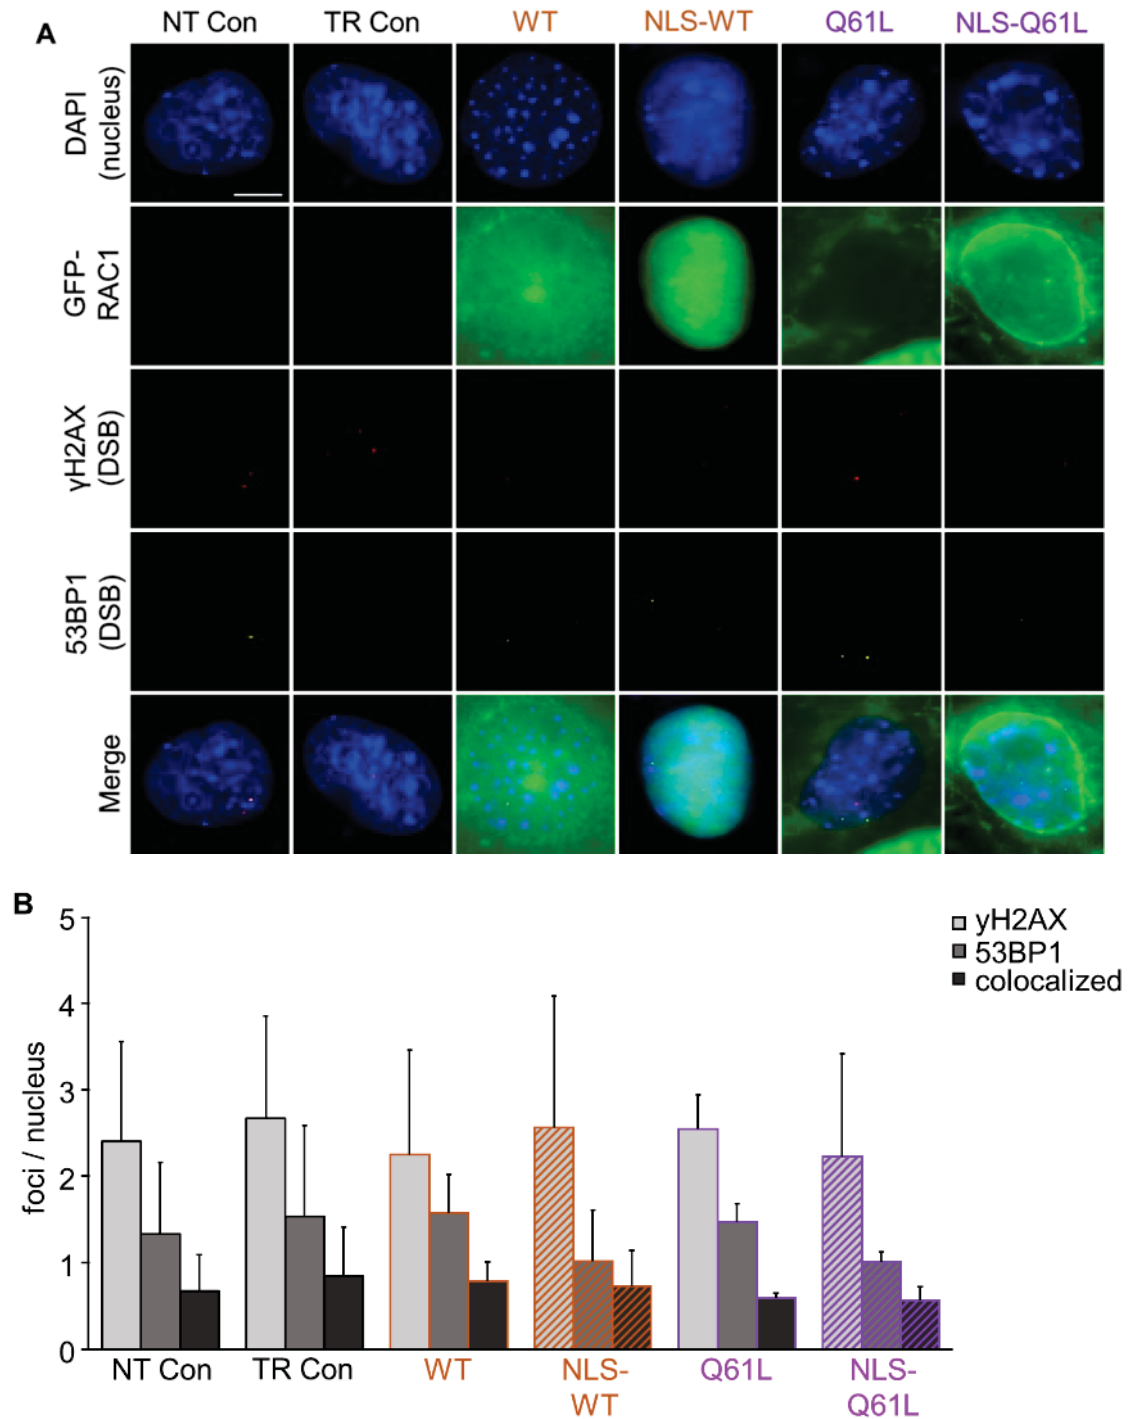 A
NT Con TR Con WT NLS-WT Q61L NLS-Q61L
DAPI
(nucleus)
GFP-
RAC1
γH2AX
(DSB)
53BP1
(DSB)
Merge
B
yH2AX
53BP1
colocalized
foci / nucleus
5
4
3
2
1
0
NT Con TR Con WT NLS- Q61L NLS-
WT Q61L